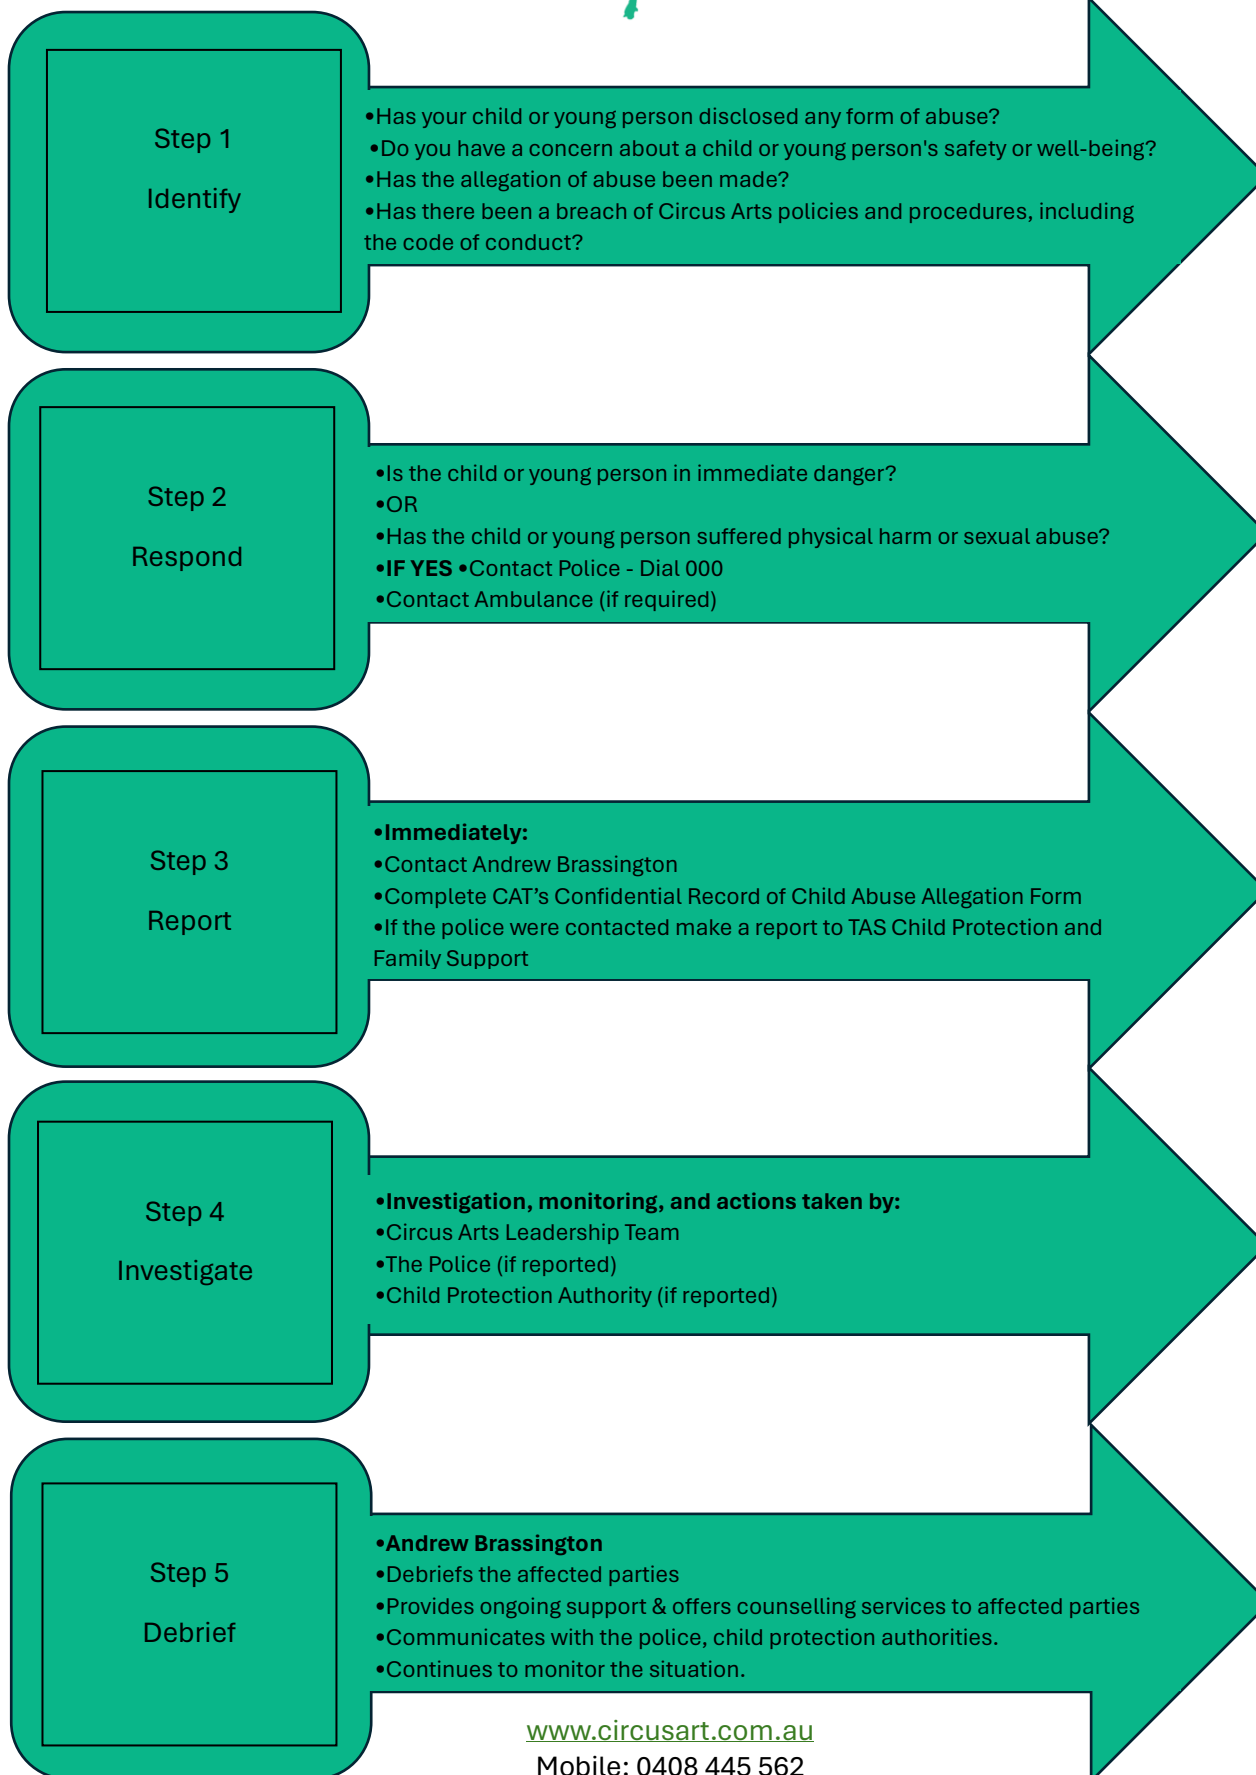 Step 1
Identify
•Has your child or young person disclosed any form of abuse?
•Do you have a concern about a child or young person's safety or well-being?
•Has the allegation of abuse been made?
•Has there been a breach of Circus Arts policies and procedures, including
the code of conduct?
Step 2
Respond
•Is the child or young person in immediate danger?
•OR
•Has the child or young person suffered physical harm or sexual abuse?
•IF YES •Contact Police - Dial 000
•Contact Ambulance (if required)
Step 3
Report
•Immediately:
•Contact Andrew Brassington
•Complete CAT’s Confidential Record of Child Abuse Allegation Form
•If the police were contacted make a report to TAS Child Protection and
Family Support
Step 4
Investigate
•Investigation, monitoring, and actions taken by:
•Circus Arts Leadership Team
•The Police (if reported)
•Child Protection Authority (if reported)
Step 5
Debrief
•Andrew Brassington
•Debriefs the affected parties
•Provides ongoing support & offers counselling services to affected parties
•Communicates with the police, child protection authorities.
•Continues to monitor the situation.
www.circusart.com.au
Mobile: 0408 445 562